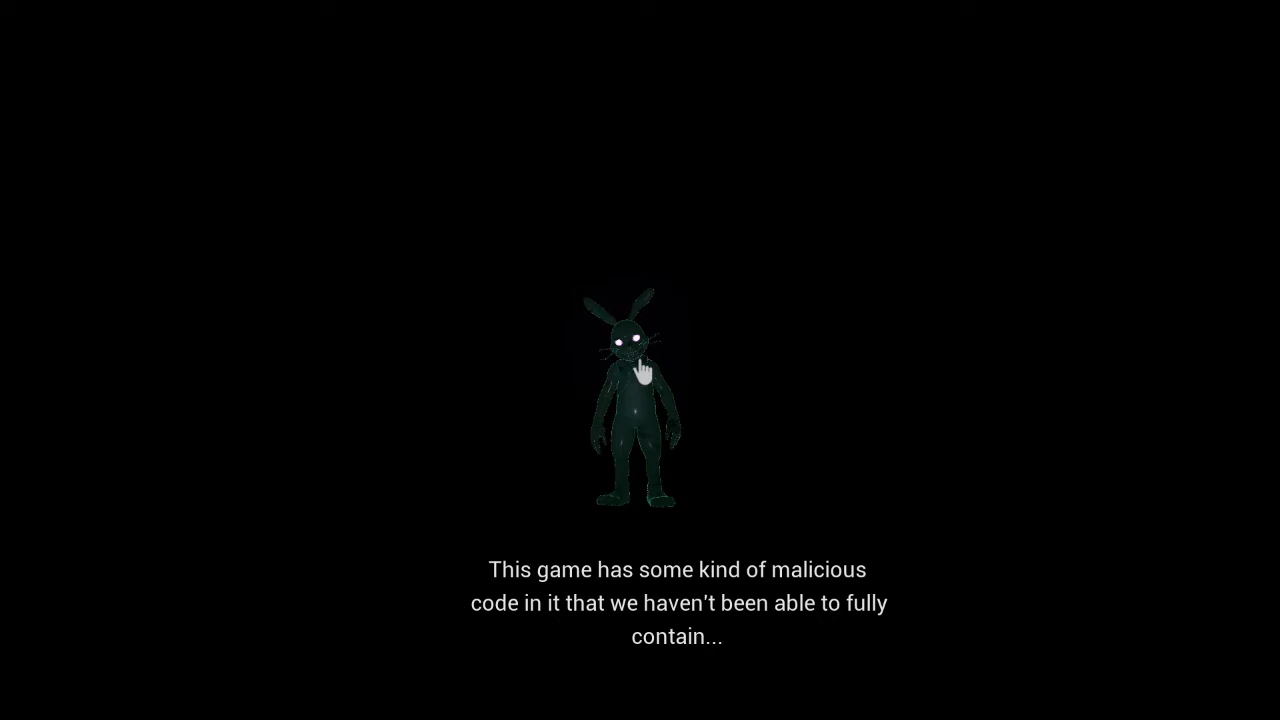 This game has some kind of malicious
code in it that we haven't been able to fully
contain...